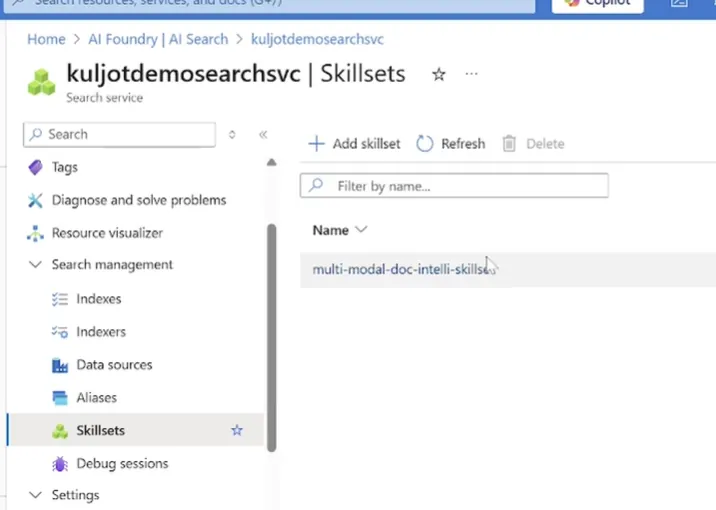 Search resources, services, and docs (G+/)
Copilot
Home > AI Foundry | AI Search > kuljotdemosearchsvc
kuljotdemosearchsvc | Skillsets
Search service
Search
Add skillset
Refresh
Delete
Filter by name...
Name
multi-modal-doc-intelli-skills
Tags
Diagnose and solve problems
Resource visualizer
Search management
Indexes
Indexers
Data sources
Aliases
Skillsets
Debug sessions
Settings